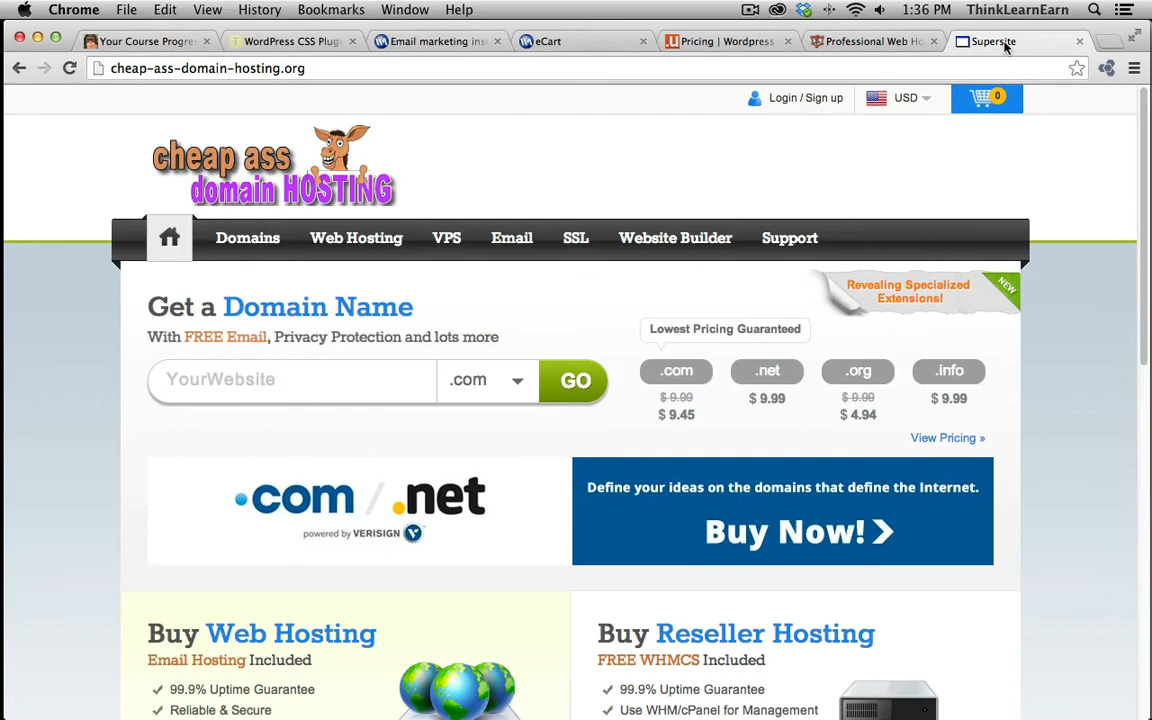 Chrome File Edit View History Bookmarks Window Help 1:36 PM ThinkLearnEarn
Your Course Progre
WordPress CSS Plugi
Email marketing ins
eCart
Pricing | Wordpress
Professional Web Ho
Supersite
cheap-ass-domain-hosting.org
Login / Sign up USD 0
cheap ass
domain HOSTING
Domains Web Hosting VPS Email SSL Website Builder Support
Get a Domain Name
With FREE Email, Privacy Protection and lots more
YourWebsite .com GO
Revealing Specialized
Extensions!
NEW
Lowest Pricing Guaranteed
.com .net .org .info
$ 9.99 $ 9.99 $ 9.99 $ 9.99
$ 9.45 $ 4.94
View Pricing »
.com / .net
powered by VERISIGN
Define your ideas on the domains that define the Internet.
Buy Now!
Buy Web Hosting
Email Hosting Included
99.9% Uptime Guarantee
Reliable & Secure
Buy Reseller Hosting
FREE WHMCS Included
99.9% Uptime Guarantee
Use WHM/cPanel for Management